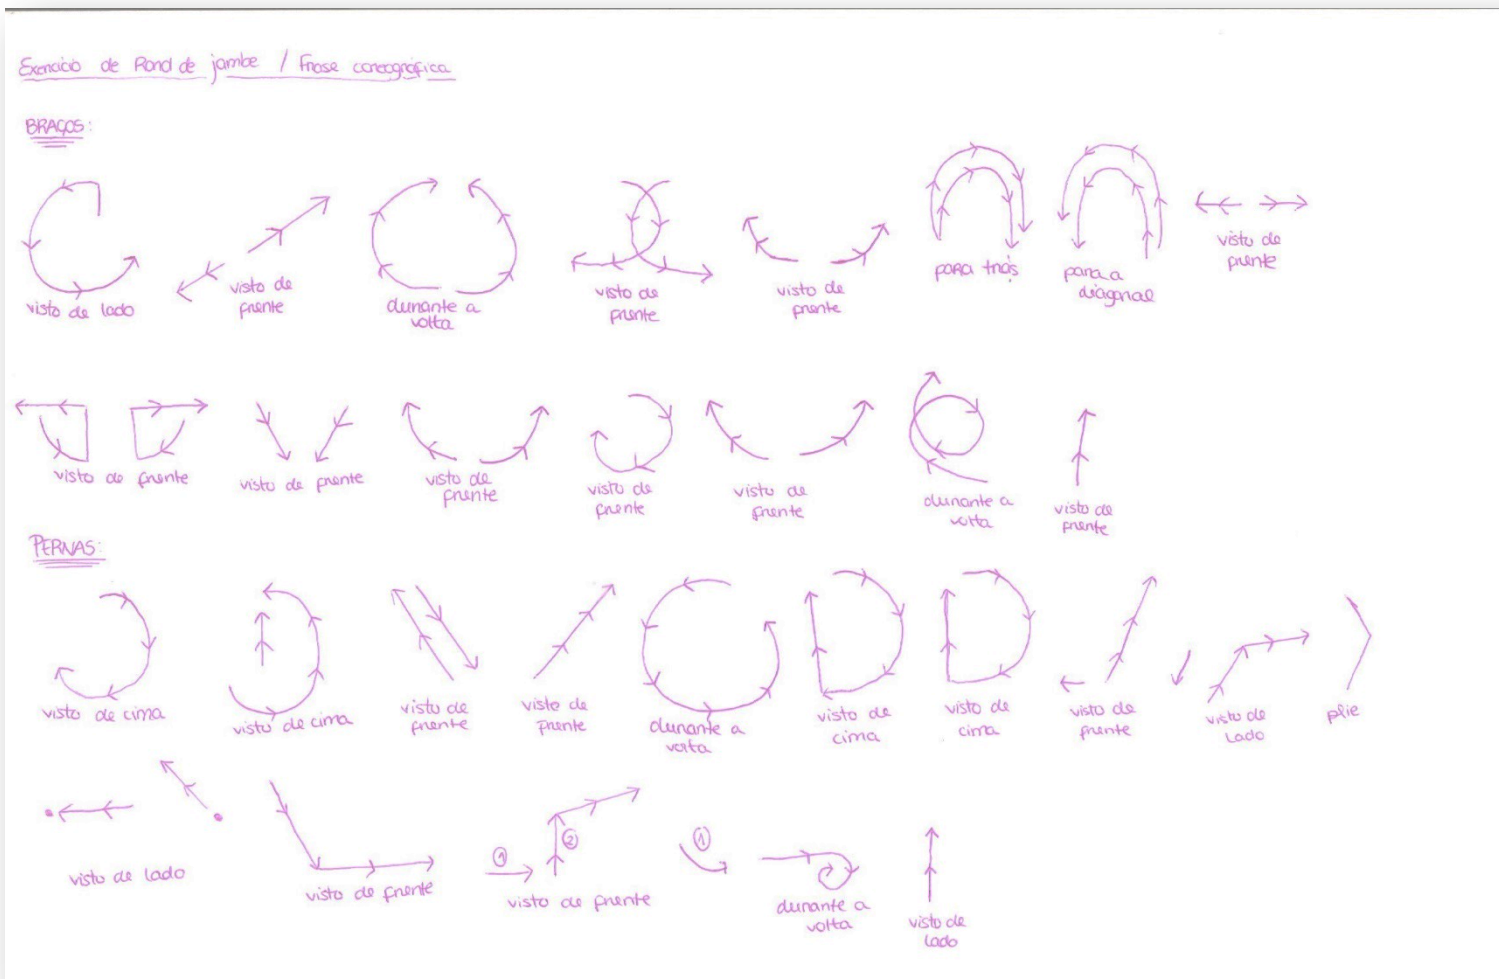 Exercício de Rond de jambe / Frase coreográfica
BRAÇOS:
visto de lado
visto de frente
durante a volta
visto de frente
visto de frente
para trás
para a diagonal
visto de frente
visto de frente
visto de frente
visto de frente
visto de frente
visto de frente
durante a volta
visto de frente
PERNAS:
visto de cima
visto de cima
visto de frente
visto de frente
durante a volta
visto de cima
visto de cima
visto de frente
visto de lado
plie
visto de lado
visto de frente
1
2
visto de frente
1
durante a volta
visto de lado